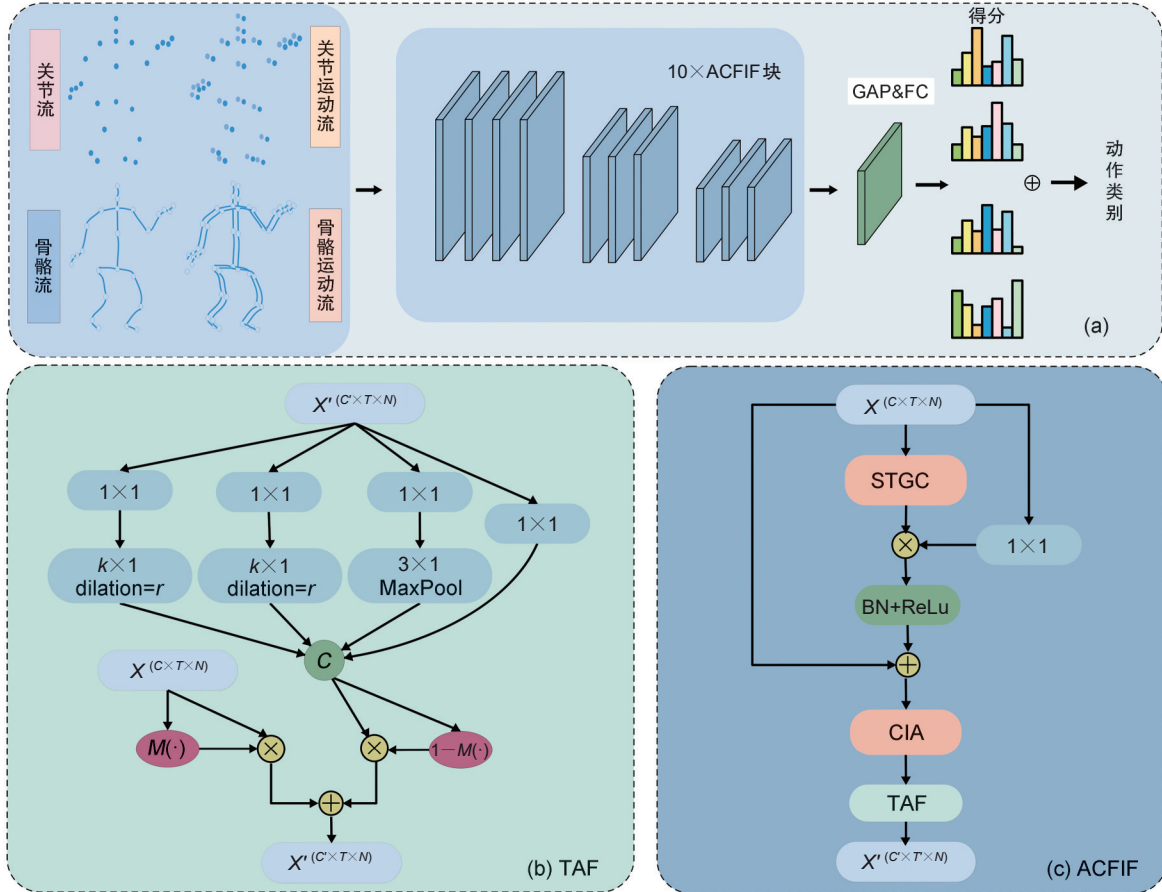 关节流
关节运动流
骨骼流
骨骼运动流
10×ACFIF块
GAP&FC
得分
⊕
动作类别
(a)
X′(C′×T×N)
1×1
1×1
1×1
1×1
k×1
dilation=r
k×1
dilation=r
3×1
MaxPool
C
X(C×T×N)
M(·)
×
×
1−M(·)
+
X′(C′×T×N)
(b) TAF
X(C×T×N)
STGC
×
1×1
BN+ReLu
+
CIA
TAF
X′(C′×T′×N)
(c) ACFIF